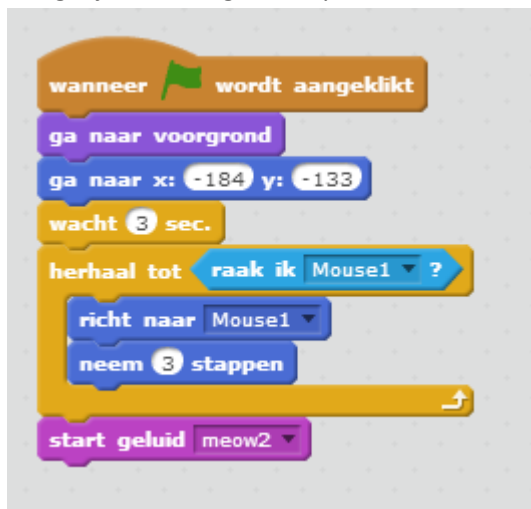 wanneer wordt aangeklikt
ga naar voorgrond
ga naar x: -184 y: -133
wacht 3 sec.
herhaal tot raak ik Mouse1 ?
richt naar Mouse1
neem 3 stappen
start geluid meow2